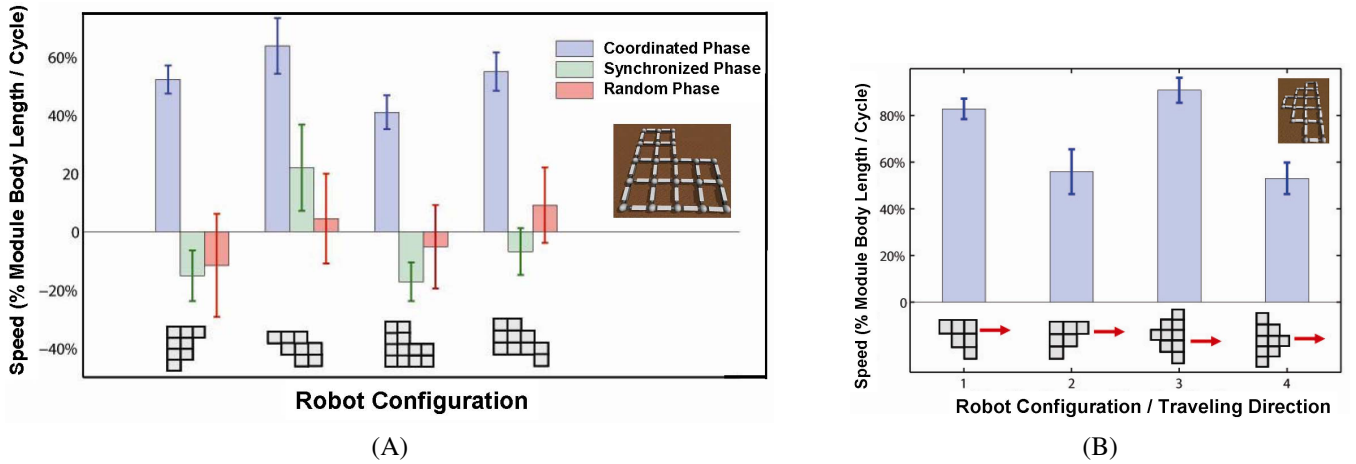 Speed (% Module Body Length / Cycle)
60%
40%
20
0
−20%
−40%
Coordinated Phase
Synchronized Phase
Random Phase
Robot Configuration
(A)
Speed (% Module Body Length / Cycle)
80%
60%
40%
20%
0
1 2 3 4
Robot Configuration / Traveling Direction
(B)